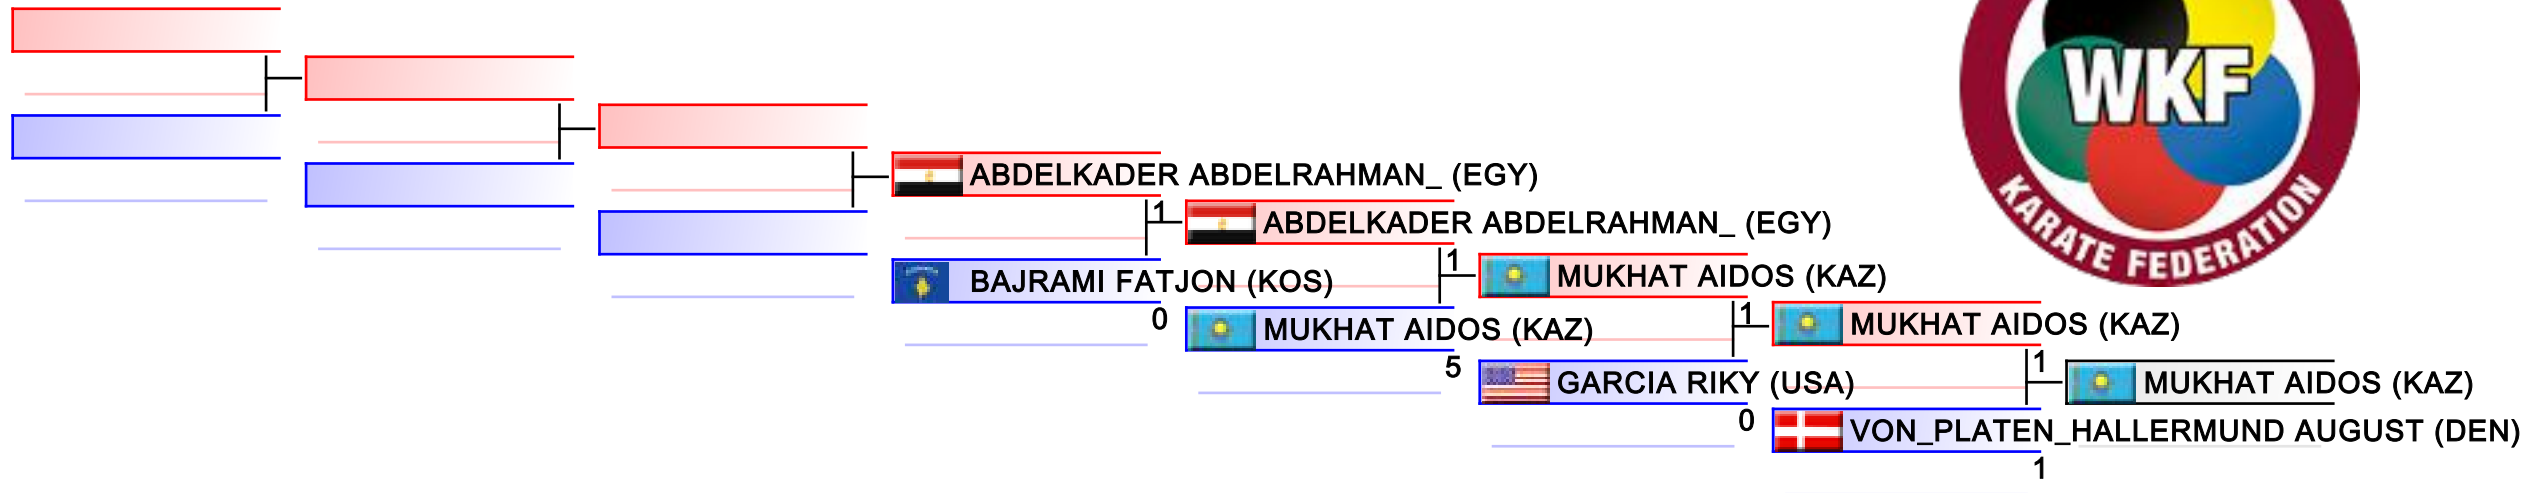 WKF
KARATE FEDERATION
ABDELKADER ABDELRAHMAN_ (EGY)
1
ABDELKADER ABDELRAHMAN_ (EGY)
1
BAJRAMI FATJON (KOS)
0
MUKHAT AIDOS (KAZ)
1
MUKHAT AIDOS (KAZ)
5
MUKHAT AIDOS (KAZ)
1
GARCIA RIKY (USA)
0
MUKHAT AIDOS (KAZ)
VON_PLATEN_HALLERMUND AUGUST (DEN)
1